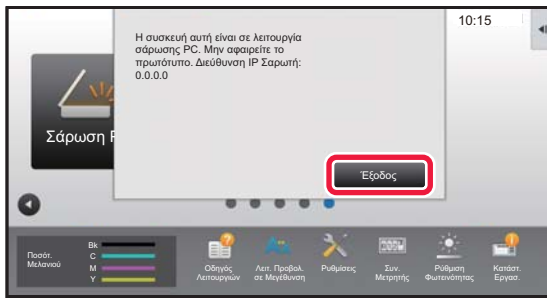 10:15
Η συσκευή αυτή είναι σε λειτουργία
σάρωσης PC. Μην αφαιρείτε το
πρωτότυπο. Διεύθυνση IP Σαρωτή:
0.0.0.0
Σάρωση
Έξοδος
Ποσότ.
Μελανιού
Bk
C
M
Y
Οδηγός
Λειτουργιών
Λειτ. Προβολ.
σε Μεγέθυνση
Ρυθμίσεις
Συν.
Μετρητής
Ρύθμιση
Φωτεινότητας
Κατάστ.
Εργασ.